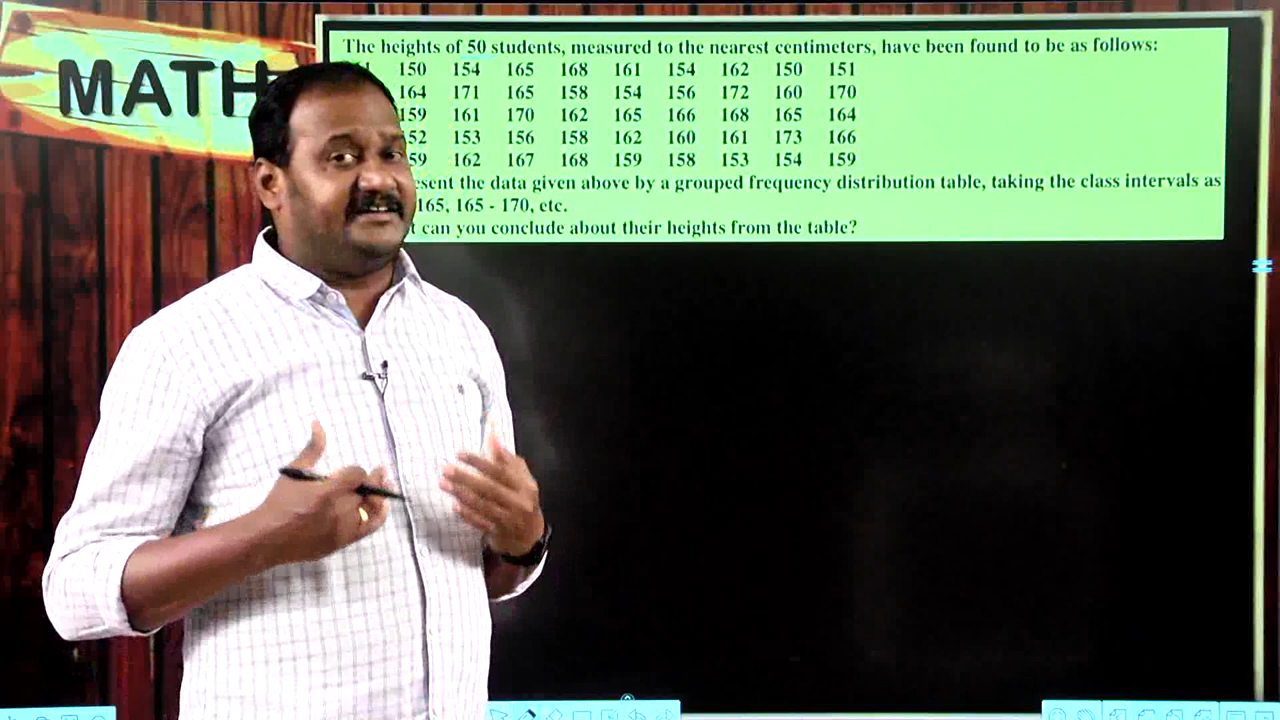 MATH
The heights of 50 students, measured to the nearest centimeters, have been found to be as follows:
150 154 165 168 161 154 162 150 151
164 171 165 158 154 156 172 160 170
159 161 170 162 165 166 168 165 164
52 153 156 158 162 160 161 173 166
59 162 167 168 159 158 153 154 159
esent the data given above by a grouped frequency distribution table, taking the class intervals as
165, 165 - 170, etc.
can you conclude about their heights from the table?